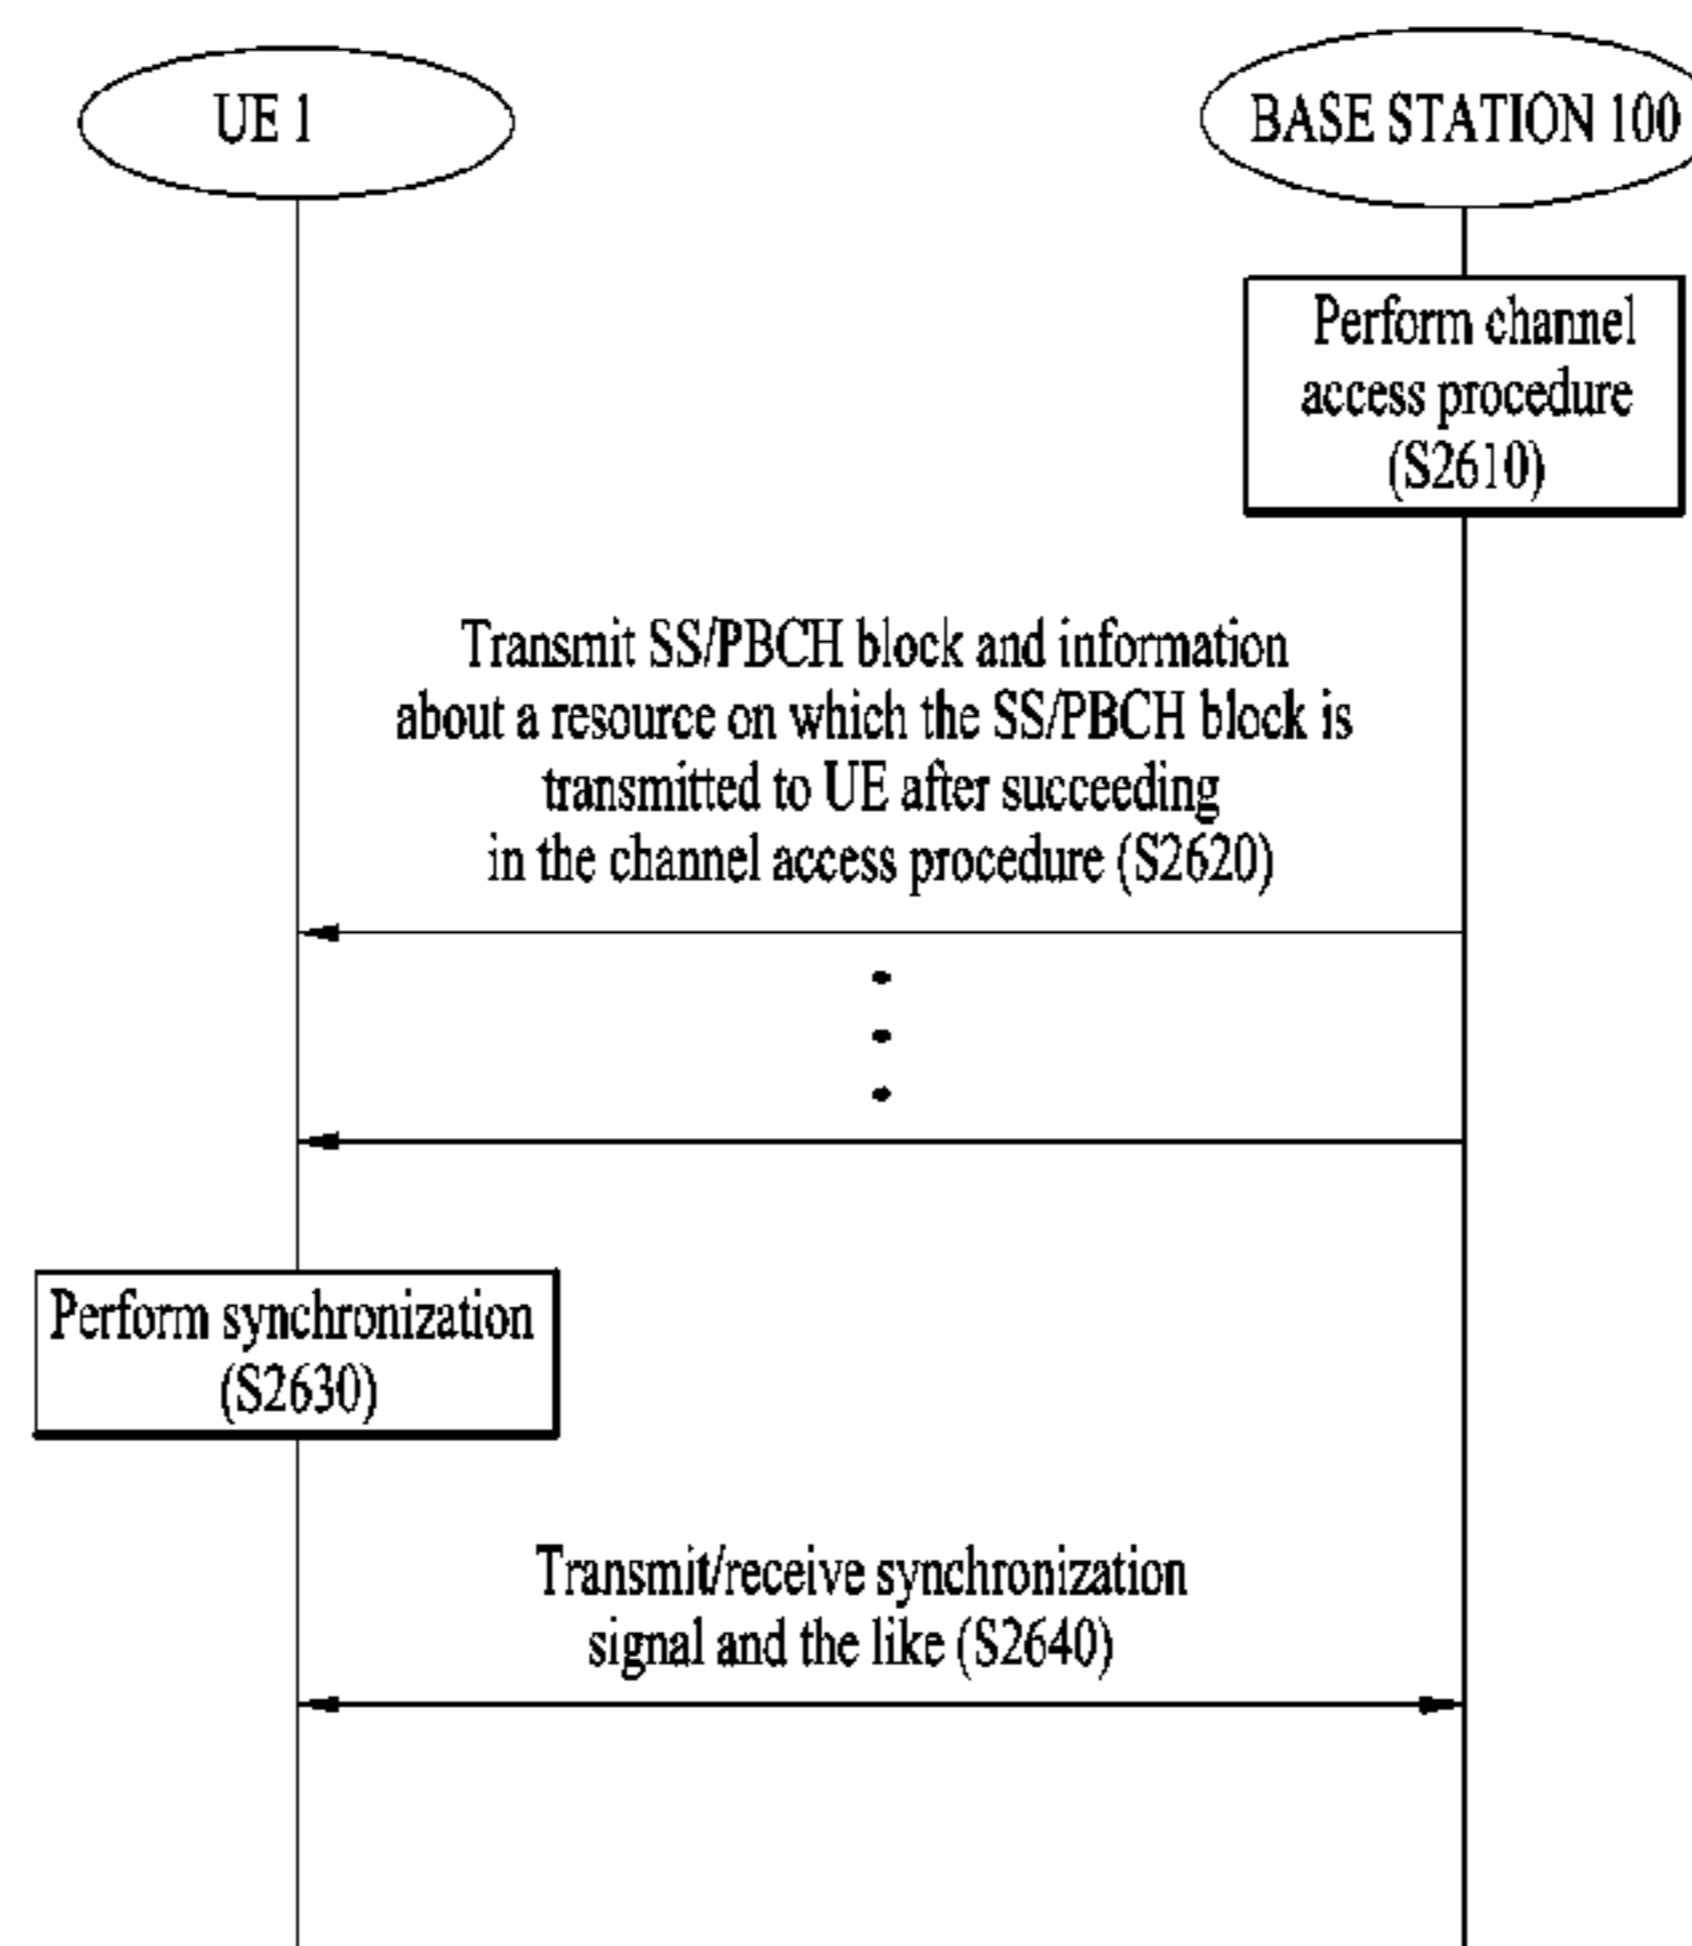 UE 1
BASE STATION 100
Perform channel
access procedure
(S2610)
Transmit SS/PBCH block and information
about a resource on which the SS/PBCH block is
transmitted to UE after succeeding
in the channel access procedure (S2620)
Perform synchronization
(S2630)
Transmit/receive synchronization
signal and the like (S2640)